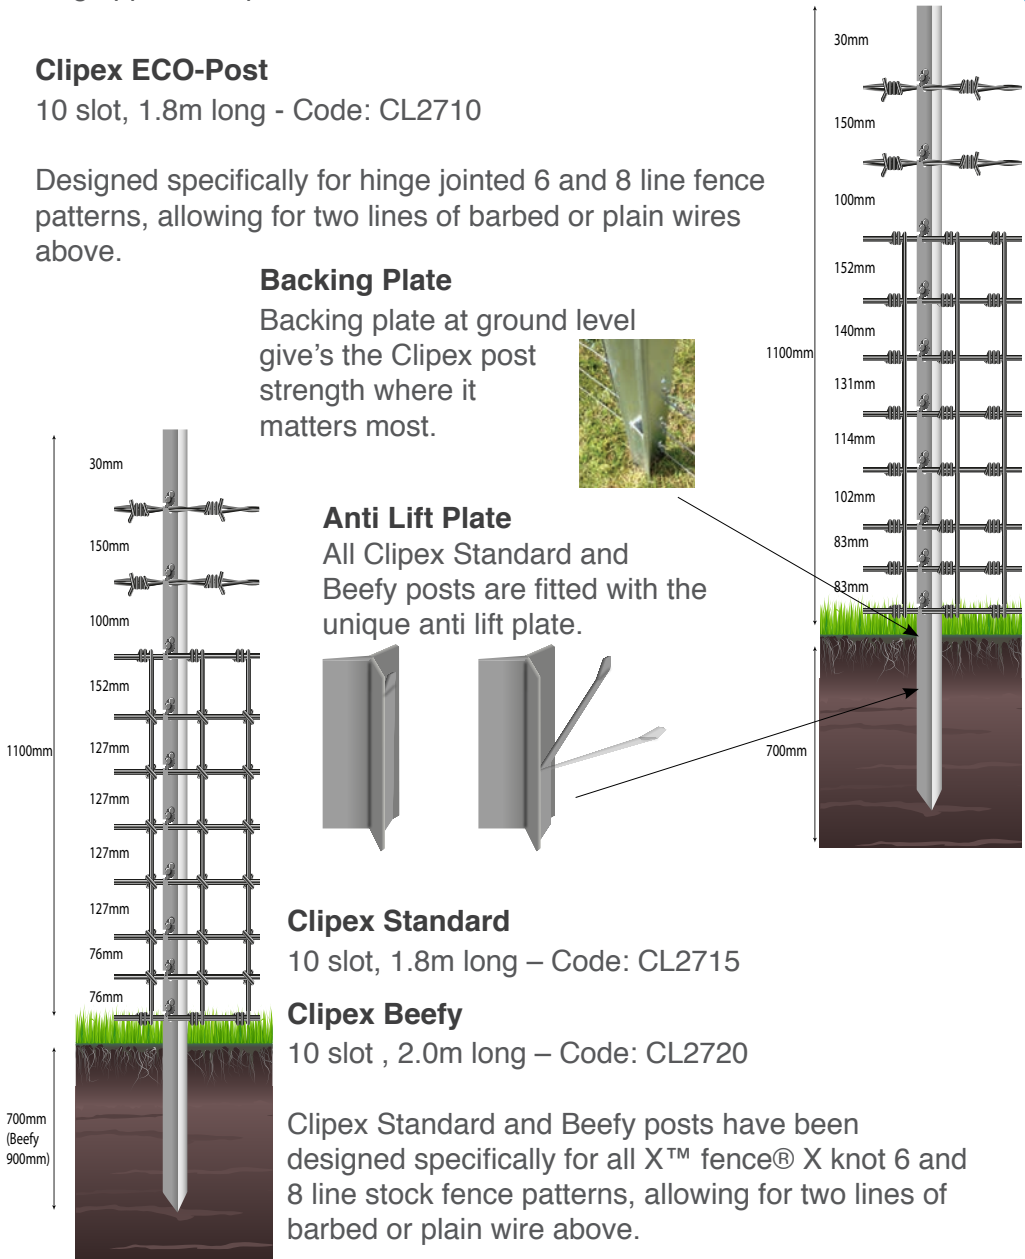 Clipex ECO-Post
10 slot, 1.8m long - Code: CL2710
Designed specifically for hinge jointed 6 and 8 line fence
patterns, allowing for two lines of barbed or plain wires
above.
30mm
150mm
100mm
152mm
140mm
131mm
114mm
102mm
83mm
83mm
1100mm
700mm
Backing Plate
Backing plate at ground level
give's the Clipex post
strength where it
matters most.
Anti Lift Plate
All Clipex Standard and
Beefy posts are fitted with the
unique anti lift plate.
30mm
150mm
100mm
152mm
127mm
127mm
127mm
127mm
76mm
76mm
1100mm
700mm
(Beefy
900mm)
Clipex Standard
10 slot, 1.8m long – Code: CL2715
Clipex Beefy
10 slot , 2.0m long – Code: CL2720
Clipex Standard and Beefy posts have been
designed specifically for all X™ fence® X knot 6 and
8 line stock fence patterns, allowing for two lines of
barbed or plain wire above.